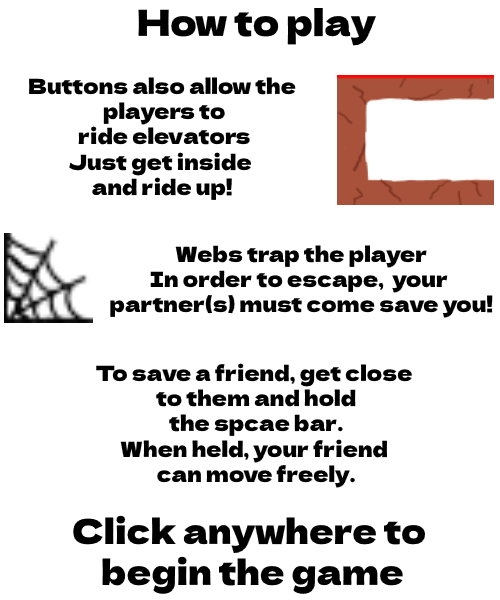 How to play
Buttons also allow the
players to
ride elevators
Just get inside
and ride up!
Webs trap the player
In order to escape, your
partner(s) must come save you!
To save a friend, get close
to them and hold
the spcae bar.
When held, your friend
can move freely.
Click anywhere to
begin the game